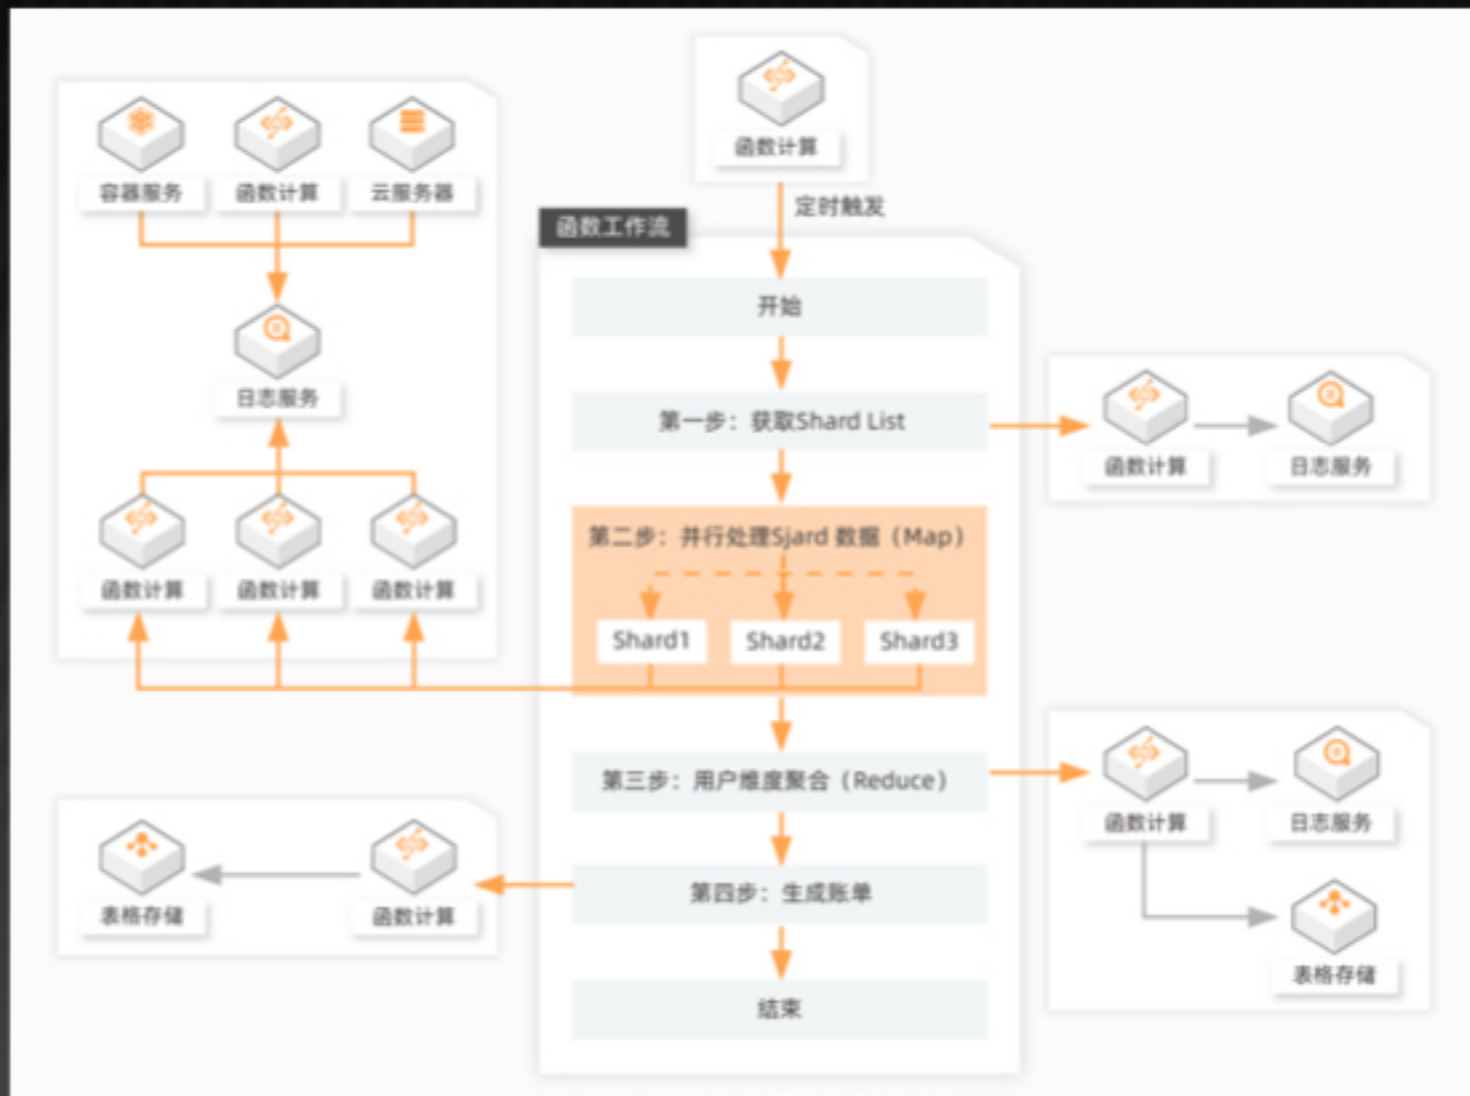 函数计算
定时触发
容器服务
函数计算
云服务器
日志服务
函数计算
函数计算
函数计算
函数工作流
开始
第一步：获取Shard List
函数计算
日志服务
第二步：并行处理Sjard 数据（Map）
Shard1
Shard2
Shard3
第三步：用户维度聚合（Reduce）
函数计算
日志服务
表格存储
第四步：生成账单
表格存储
函数计算
结束